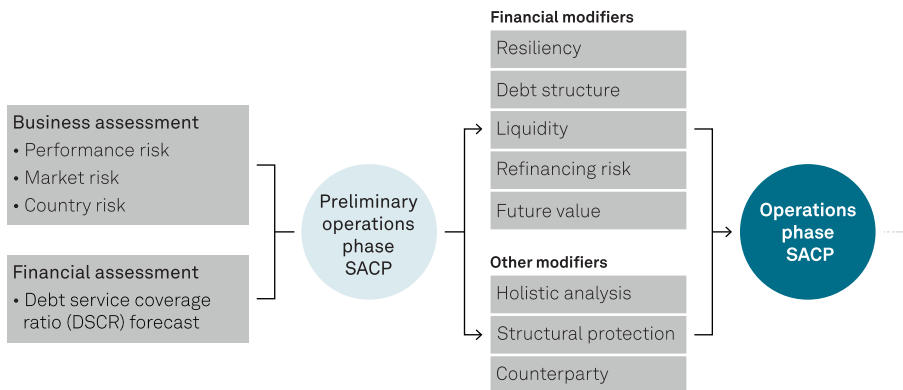 Business assessment
• Performance risk
• Market risk
• Country risk
Financial assessment
• Debt service coverage
ratio (DSCR) forecast
Preliminary
operations
phase
SACP
Financial modifiers
Resiliency
Debt structure
Liquidity
Refinancing risk
Future value
Other modifiers
Holistic analysis
Structural protection
Counterparty
Operations
phase
SACP